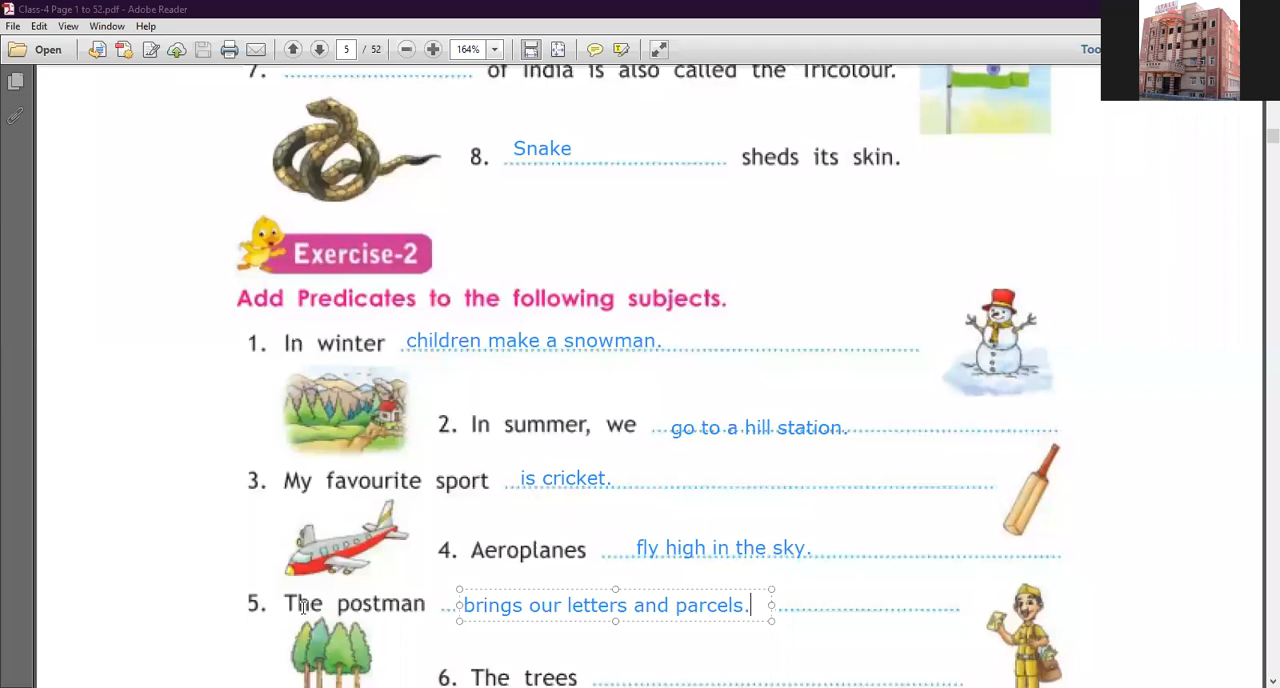 Class-4 Page 1 to 52.pdf - Adobe Reader
File Edit View Window Help
Open 5 / 52 164% Too
7. of India is also called the Tricolour.
8. Snake sheds its skin.
Exercise-2
Add Predicates to the following subjects.
1. In winter children make a snowman.
2. In summer, we go to a hill station.
3. My favourite sport is cricket.
4. Aeroplanes fly high in the sky.
5. The postman brings our letters and parcels.
6. The trees